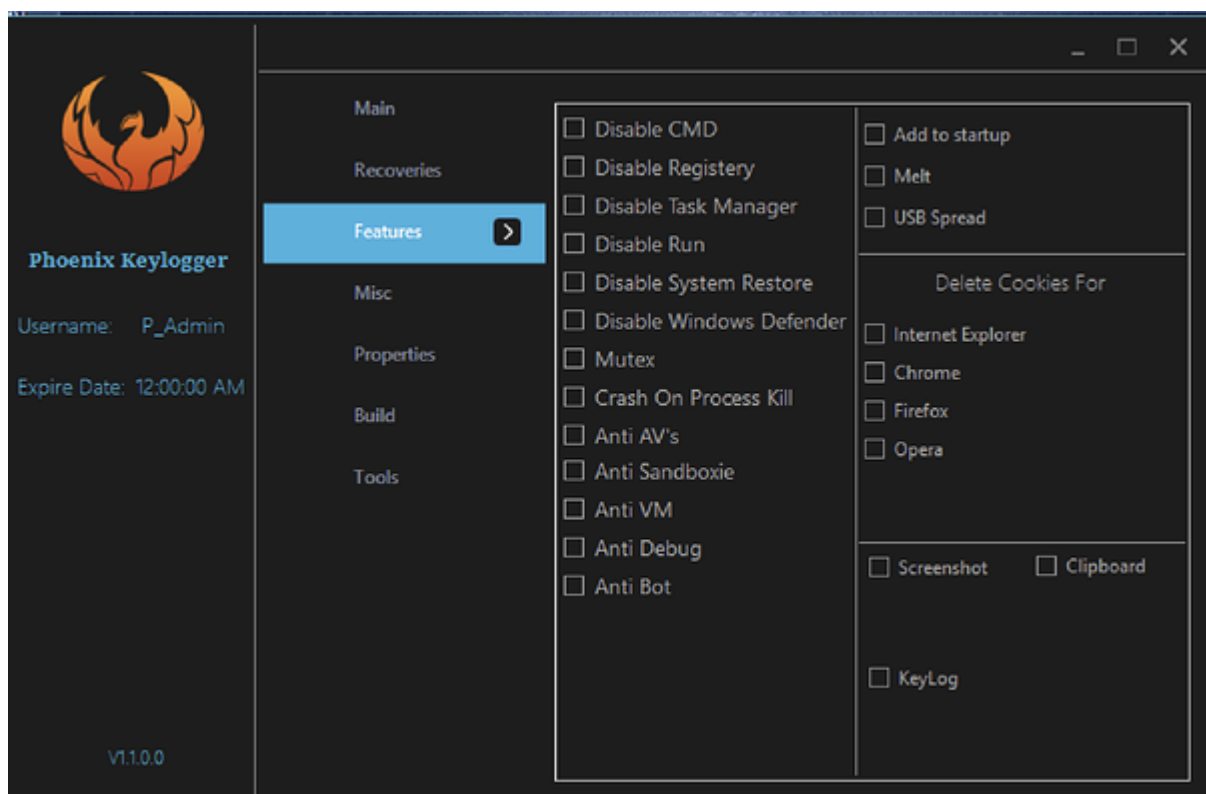 Phoenix Keylogger
Username: P_Admin
Expire Date: 12:00:00 AM
V1.1.0.0
Main
Recoveries
Features
Misc
Properties
Build
Tools
Disable CMD
Disable Registery
Disable Task Manager
Disable Run
Disable System Restore
Disable Windows Defender
Mutex
Crash On Process Kill
Anti AV's
Anti Sandboxie
Anti VM
Anti Debug
Anti Bot
Add to startup
Melt
USB Spread
Delete Cookies For
Internet Explorer
Chrome
Firefox
Opera
Screenshot Clipboard
KeyLog